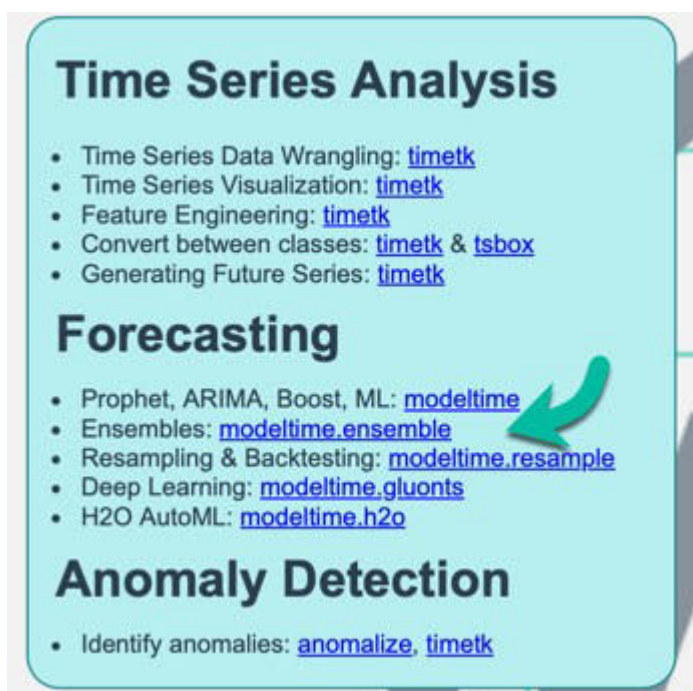 Time Series Analysis
• Time Series Data Wrangling: timetk
• Time Series Visualization: timetk
• Feature Engineering: timetk
• Convert between classes: timetk & tsbox
• Generating Future Series: timetk
Forecasting
• Prophet, ARIMA, Boost, ML: modeltime
• Ensembles: modeltime.ensemble
• Resampling & Backtesting: modeltime.resample
• Deep Learning: modeltime.gluonts
• H2O AutoML: modeltime.h2o
Anomaly Detection
• Identify anomalies: anomalize, timetk